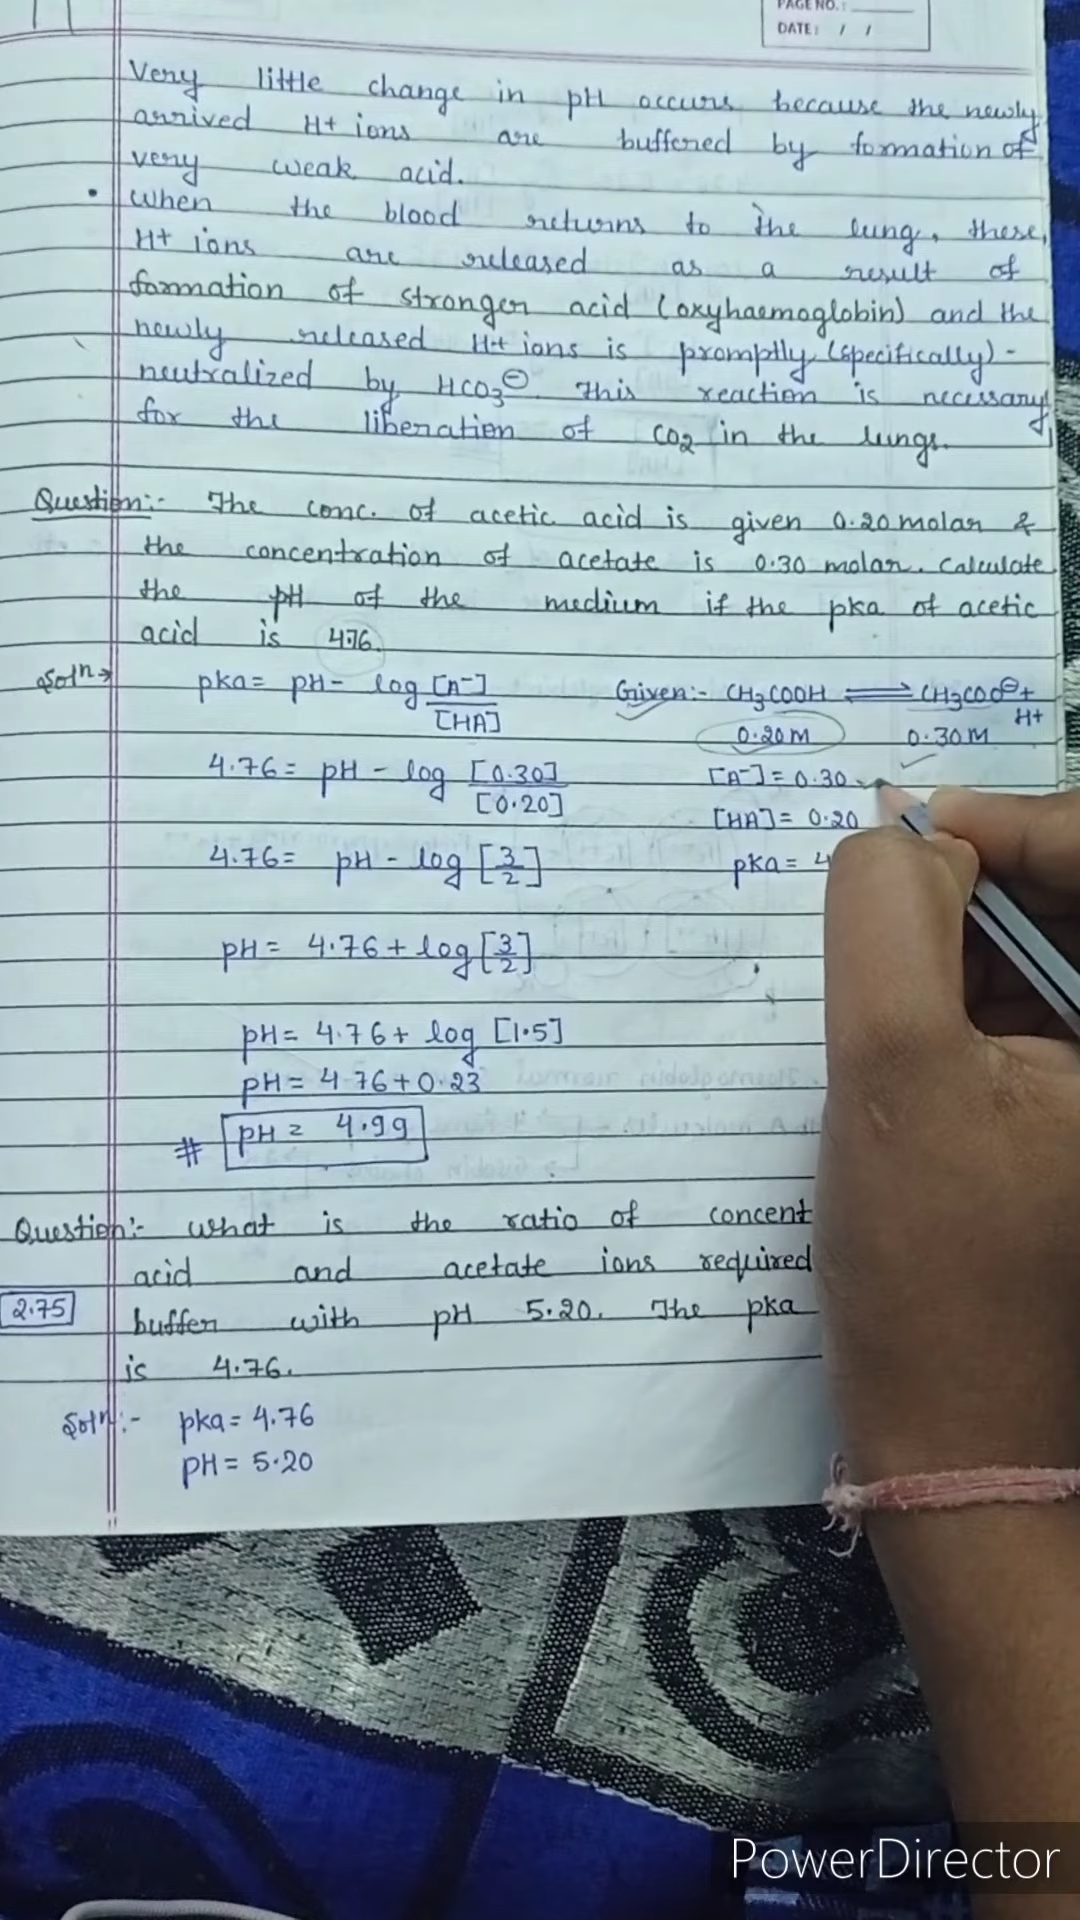 PAGE NO.:
DATE: / /
Very little change in pH occurs because the newly
arrived H+ ions are buffered by formation of
very weak acid.
• When the blood returns to the lung, these,
H+ ions are released as a result of
formation of stronger acid (oxyhaemoglobin) and the
newly released H+ ions is promptly (specifically) -
neutralized by HCO3⊖. This reaction is necessary
for the liberation of CO2 in the lungs.
Question:- The conc. of acetic acid is given 0.20 molar &
the concentration of acetate is 0.30 molar. Calculate
the pH of the medium if the pka of acetic
acid is 4.76.
Soln→ pka = pH - log [A-]/[HA] Given:- CH3COOH ⇌ CH3COO⊖ + H+
0.20M 0.30M
4.76 = pH - log [0.30]/[0.20] [A-] = 0.30
[HA] = 0.20
4.76 = pH - log [3/2] pka = 4
pH = 4.76 + log [3/2]
pH = 4.76 + log [1.5]
pH = 4.76 + 0.23
# pH = 4.99
Question:- What is the ratio of concent
acid and acetate ions required
2.75 buffer with pH 5.20. The pka
is 4.76.
Soln:- pka = 4.76
pH = 5.20
PowerDirector